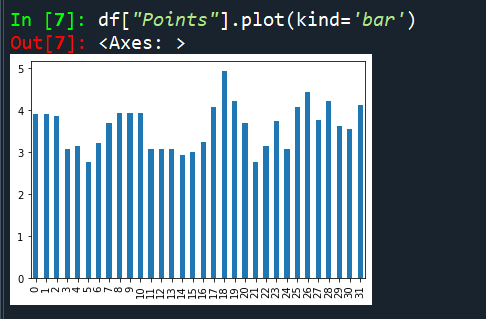 In [7]: df["Points"].plot(kind='bar')
Out[7]: <Axes: >
5
4
3
2
1
0
0 1 2 3 4 5 6 7 8 9 10 11 12 13 14 15 16 17 18 19 20 21 22 23 24 25 26 27 28 29 30 31